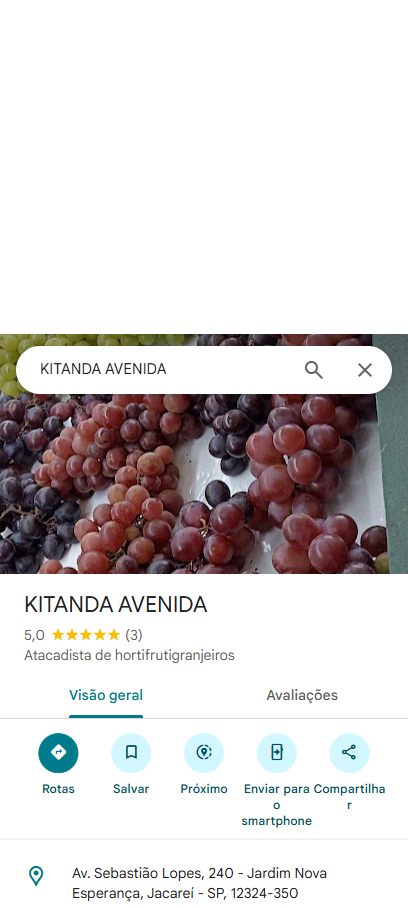 KITANDA AVENIDA
KITANDA AVENIDA
5,0 ★★★★★ (3)
Atacadista de hortifrutigranjeiros
Visão geral
Avaliações
Rotas
Salvar
Próximo
Enviar para
o
smartphone
Compartilha
r
Av. Sebastião Lopes, 240 - Jardim Nova
Esperança, Jacareí - SP, 12324-350